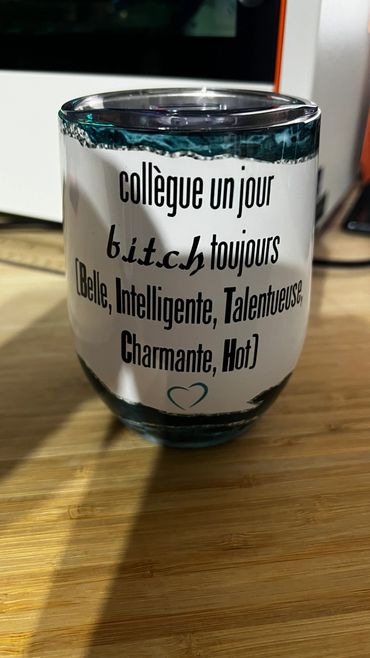 collègue un jour
b.i.t.c.h toujours
(Belle, Intelligente, Talentueuse,
Charmante, Hot)